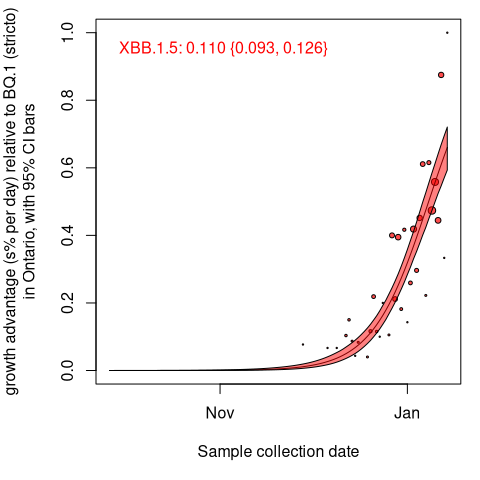 growth advantage (s% per day) relative to BQ.1 (stricto)
in Ontario, with 95% CI bars
XBB.1.5: 0.110 {0.093, 0.126}
1.0
0.8
0.6
0.4
0.2
0.0
Nov Jan
Sample collection date